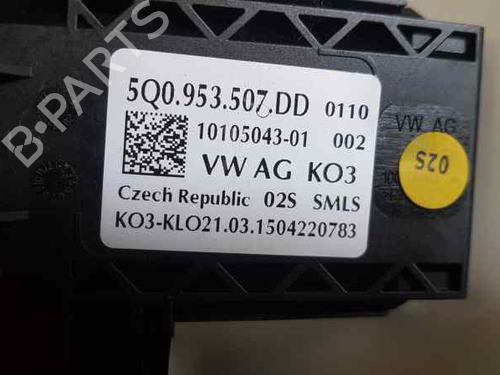 B-PARTS
5Q0.953.507.DD 0110
10105043-01 002
VW AG KO3
Czech Republic 02S SMLS
KO3-KLO21.03.1504220783
VW AG
02S